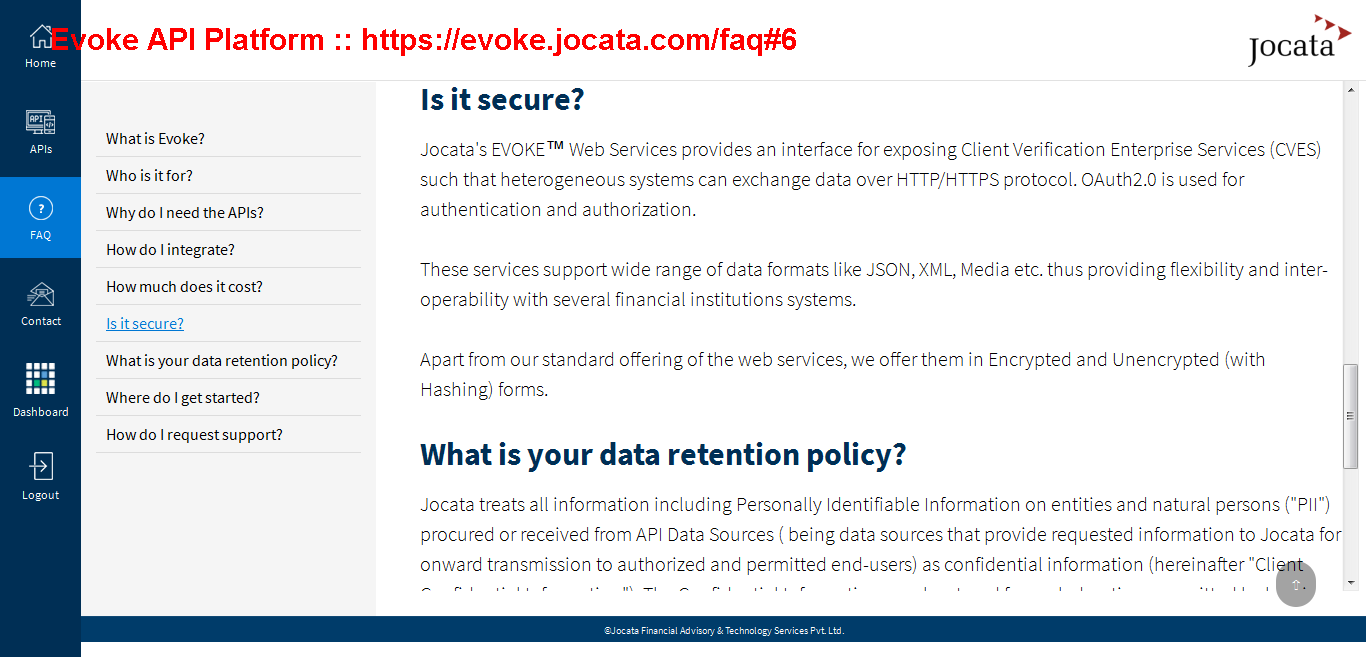 Evoke API Platform :: https://evoke.jocata.com/faq#6
Jocata
Home
APIs
FAQ
Contact
Dashboard
Logout
What is Evoke?
Who is it for?
Why do I need the APIs?
How do I integrate?
How much does it cost?
Is it secure?
What is your data retention policy?
Where do I get started?
How do I request support?
Is it secure?
Jocata's EVOKE™ Web Services provides an interface for exposing Client Verification Enterprise Services (CVES)
such that heterogeneous systems can exchange data over HTTP/HTTPS protocol. OAuth2.0 is used for
authentication and authorization.
These services support wide range of data formats like JSON, XML, Media etc. thus providing flexibility and inter-
operability with several financial institutions systems.
Apart from our standard offering of the web services, we offer them in Encrypted and Unencrypted (with
Hashing) forms.
What is your data retention policy?
Jocata treats all information including Personally Identifiable Information on entities and natural persons ("PII")
procured or received from API Data Sources ( being data sources that provide requested information to Jocata for
onward transmission to authorized and permitted end-users) as confidential information (hereinafter "Client
©Jocata Financial Advisory & Technology Services Pvt. Ltd.